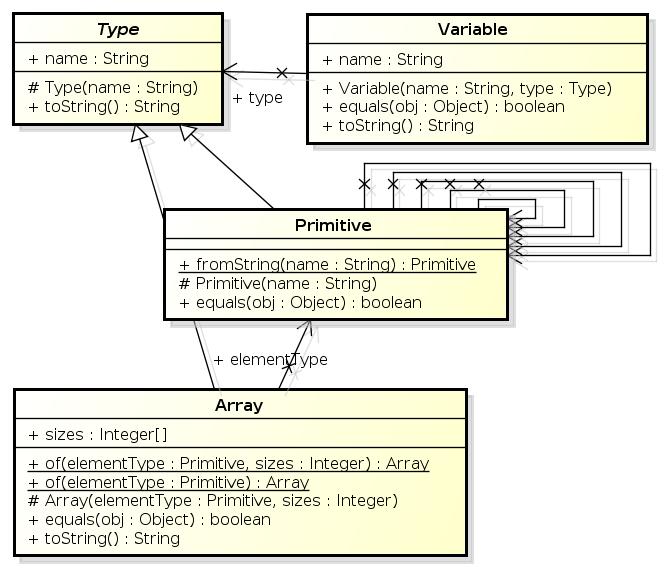 Type
+ name : String
# Type(name : String)
+ toString() : String
Variable
+ name : String
+ Variable(name : String, type : Type)
+ equals(obj : Object) : boolean
+ toString() : String
+ type
Primitive
+ fromString(name : String) : Primitive
# Primitive(name : String)
+ equals(obj : Object) : boolean
+ elementType
Array
+ sizes : Integer[]
+ of(elementType : Primitive, sizes : Integer) : Array
+ of(elementType : Primitive) : Array
# Array(elementType : Primitive, sizes : Integer)
+ equals(obj : Object) : boolean
+ toString() : String